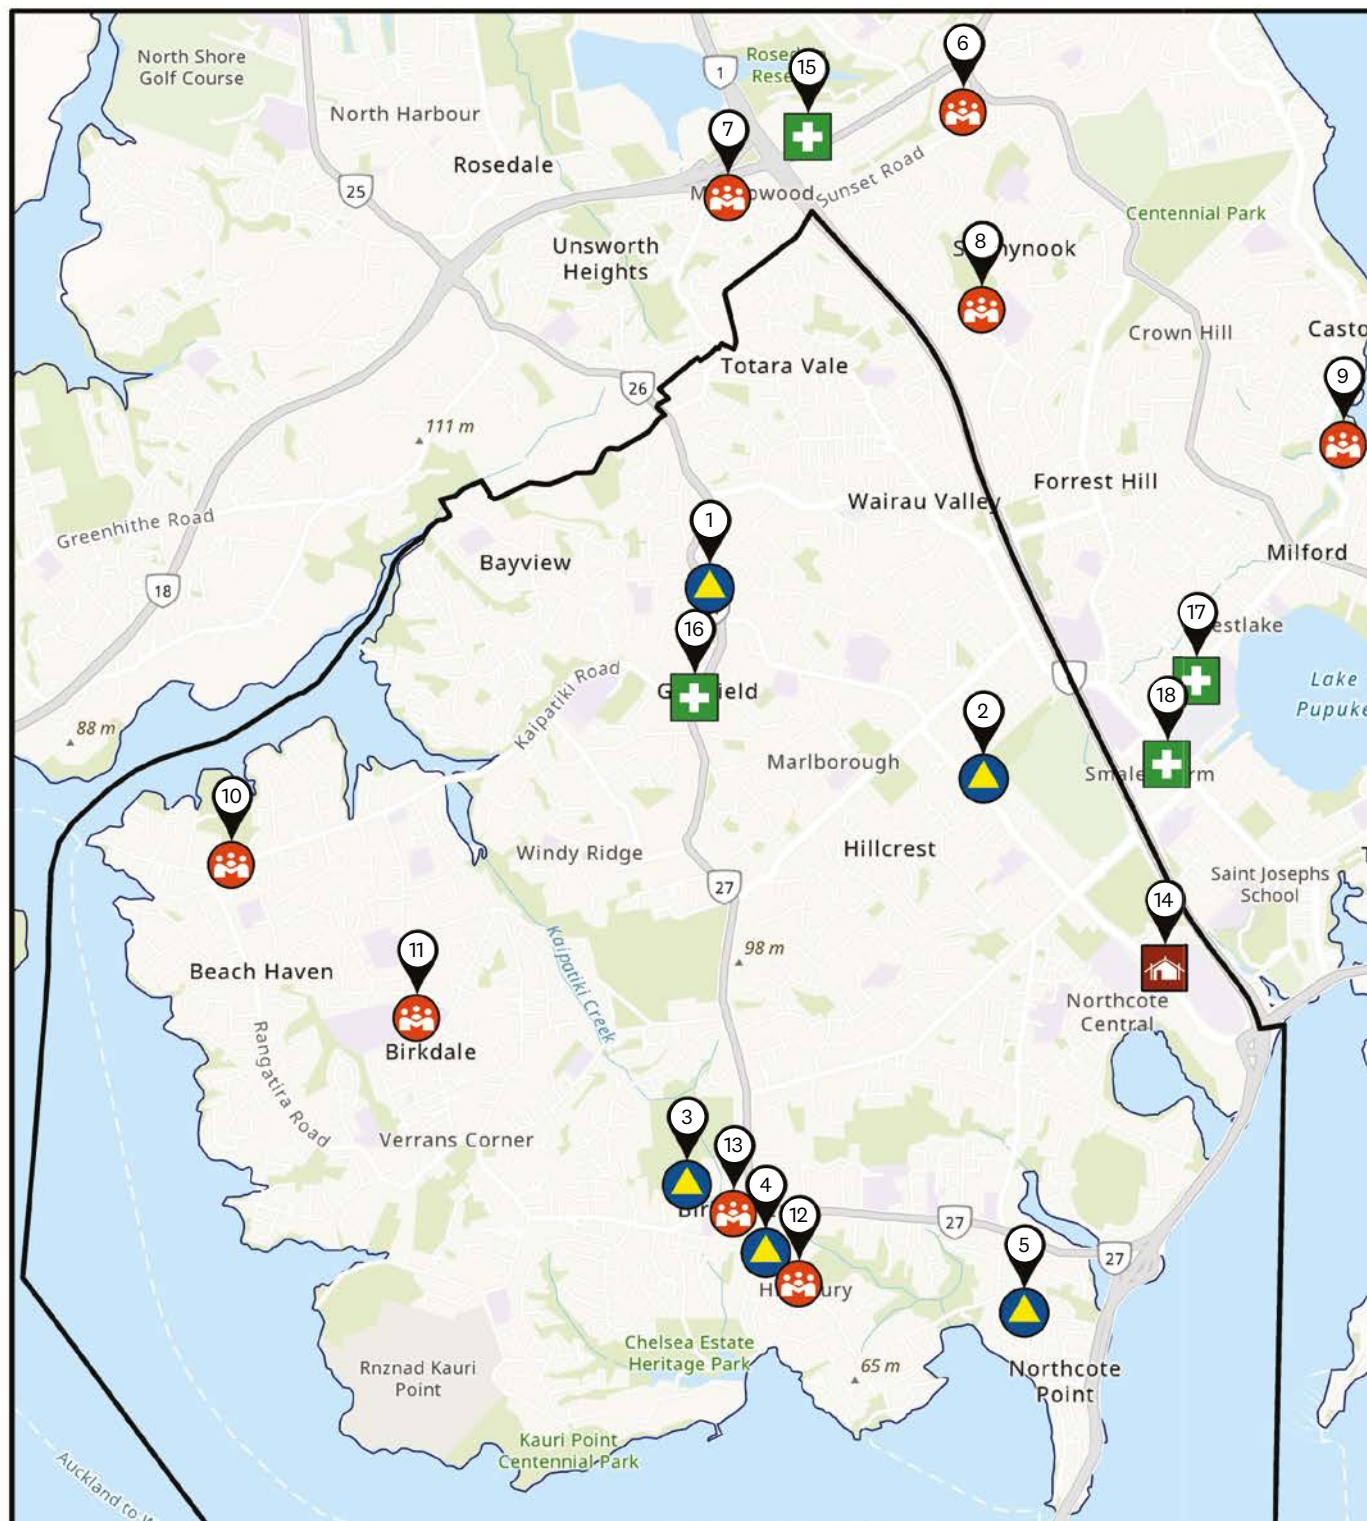 North Shore
Golf Course
North Harbour
Rosedale
25
1
15
6
7
Sunset Road
Unsworth
Heights
8
Centennial Park
Crown Hill
9
Totara Vale
26
111 m
Greenhithe Road
18
Wairau Valley
Forrest Hill
Milford
1
Bayview
16
17
18
Lake
Pupuke
Kaipatiki Road
88 m
2
Marlborough
10
Windy Ridge
Hillcrest
27
Saint Josephs
School
14
11
98 m
Beach Haven
Kaipatiki Creek
Northcote
Central
Birkdale
Rangatira Road
Verrans Corner
3
13
4
12
27
5
27
Chelsea Estate
Heritage Park
Rnznad Kauri
Point
65 m
Northcote
Point
Kauri Point
Centennial Park
Auckland to